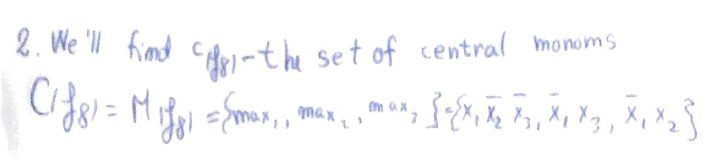 2. We'll find C(f8) - the set of central monoms
C(f8) = M(f8) = {max₁, max₂, max₃} = {x₁ x̄₂ x̄₃, x̄₁ x₃, x̄₁ x₂}